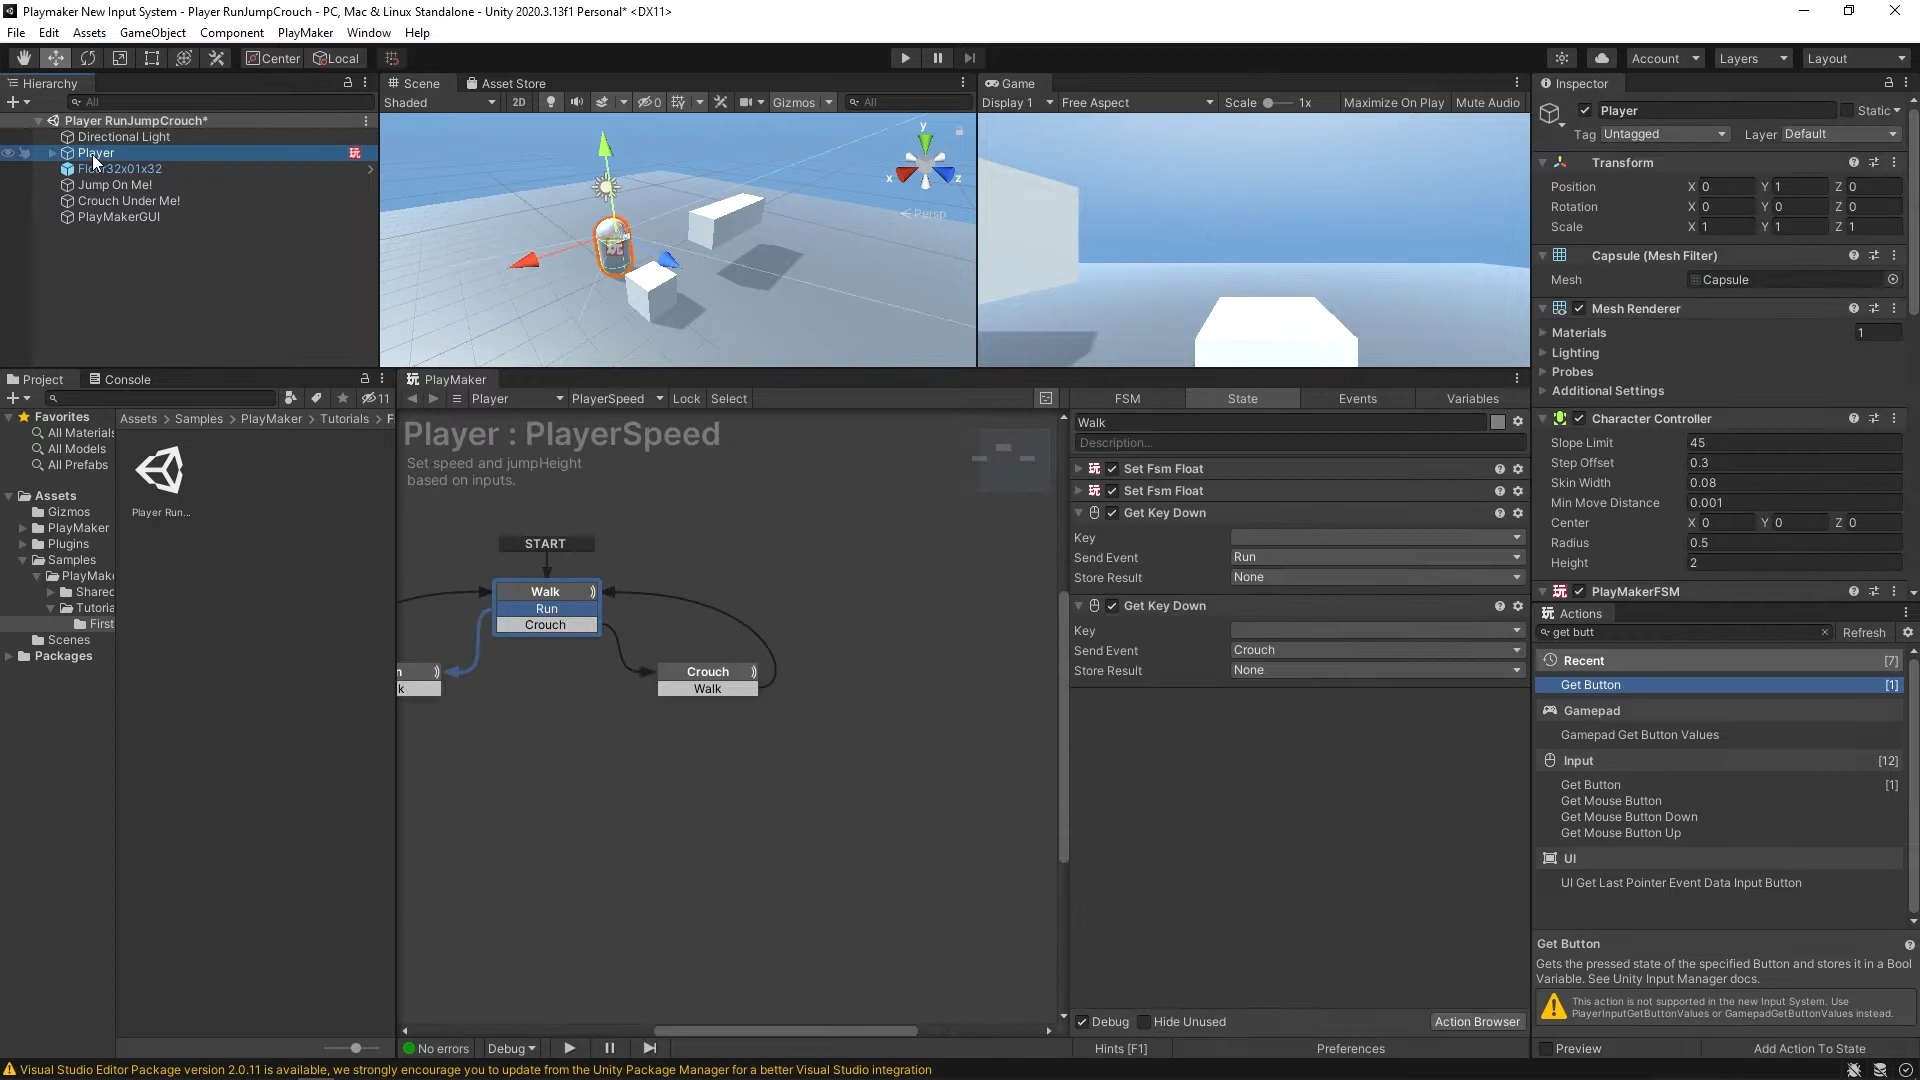 Playmaker New Input System - Player RunJumpCrouch - PC, Mac & Linux Standalone - Unity 2020.3.13f1 Personal* <DX11>
File Edit Assets GameObject Component PlayMaker Window Help
Center Local Account Layers Layout
Hierarchy
All
Player RunJumpCrouch*
Directional Light
Player
Floor32x01x32
Jump On Me!
Crouch Under Me!
PlayMakerGUI
Scene Asset Store
Shaded 2D 0 Gizmos All
y
x
Persp
Game
Display 1 Free Aspect Scale 1x Maximize On Play Mute Audio
Inspector
Player Static
Tag Untagged Layer Default
Transform
Position X 0 Y 1 Z 0
Rotation X 0 Y 0 Z 0
Scale X 1 Y 1 Z 1
Capsule (Mesh Filter)
Mesh Capsule
Mesh Renderer
Materials 1
Lighting
Probes
Additional Settings
Character Controller
Slope Limit 45
Step Offset 0.3
Skin Width 0.08
Min Move Distance 0.001
Center X 0 Y 0 Z 0
Radius 0.5
Height 2
PlayMakerFSM
Project Console
11
Favorites
All Materials
All Models
All Prefabs
Assets
Gizmos
PlayMaker
Plugins
Samples
PlayMake
Shared
Tutoria
First
Scenes
Packages
Assets > Samples > PlayMaker > Tutorials > F
Player Run...
PlayMaker
Player PlayerSpeed Lock Select
Player : PlayerSpeed
Set speed and jumpHeight
based on inputs.
START
Walk
Run
Crouch
n
k
Crouch
Walk
No errors Debug
FSM State Events Variables
Walk
Description...
Set Fsm Float
Set Fsm Float
Get Key Down
Key
Send Event Run
Store Result None
Get Key Down
Key
Send Event Crouch
Store Result None
Debug Hide Unused Action Browser
Hints [F1] Preferences
Actions
get butt Refresh
Recent [7]
Get Button [1]
Gamepad
Gamepad Get Button Values
Input [12]
Get Button [1]
Get Mouse Button
Get Mouse Button Down
Get Mouse Button Up
UI
UI Get Last Pointer Event Data Input Button
Get Button
Gets the pressed state of the specified Button and stores it in a Bool
Variable. See Unity Input Manager docs.
This action is not supported in the new Input System. Use
PlayerInputGetButtonValues or GamepadGetButtonValues instead.
Preview Add Action To State
Visual Studio Editor Package version 2.0.11 is available, we strongly encourage you to update from the Unity Package Manager for a better Visual Studio integration